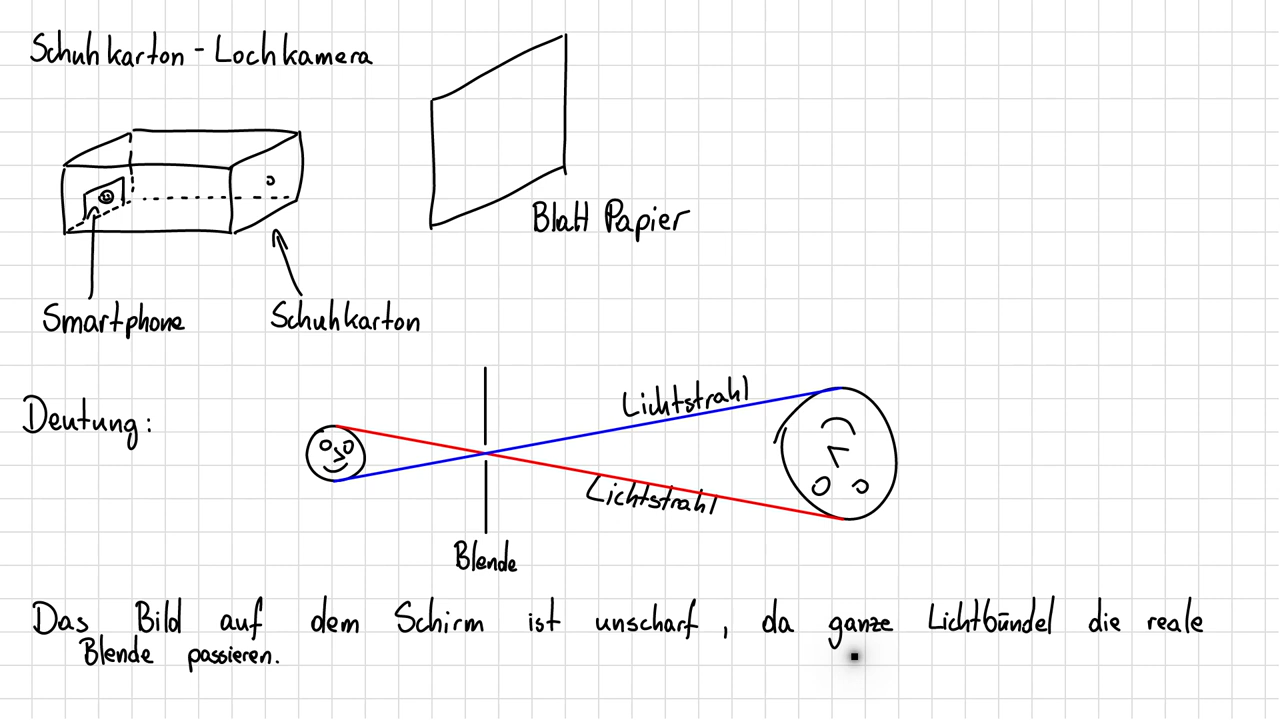 Schuhkarton - Lochkamera
Blatt Papier
Smartphone
Schuhkarton
Deutung:
Lichtstrahl
Lichtstrahl
Blende
Das Bild auf dem Schirm ist unscharf, da ganze Lichtbündel die reale
Blende passieren.